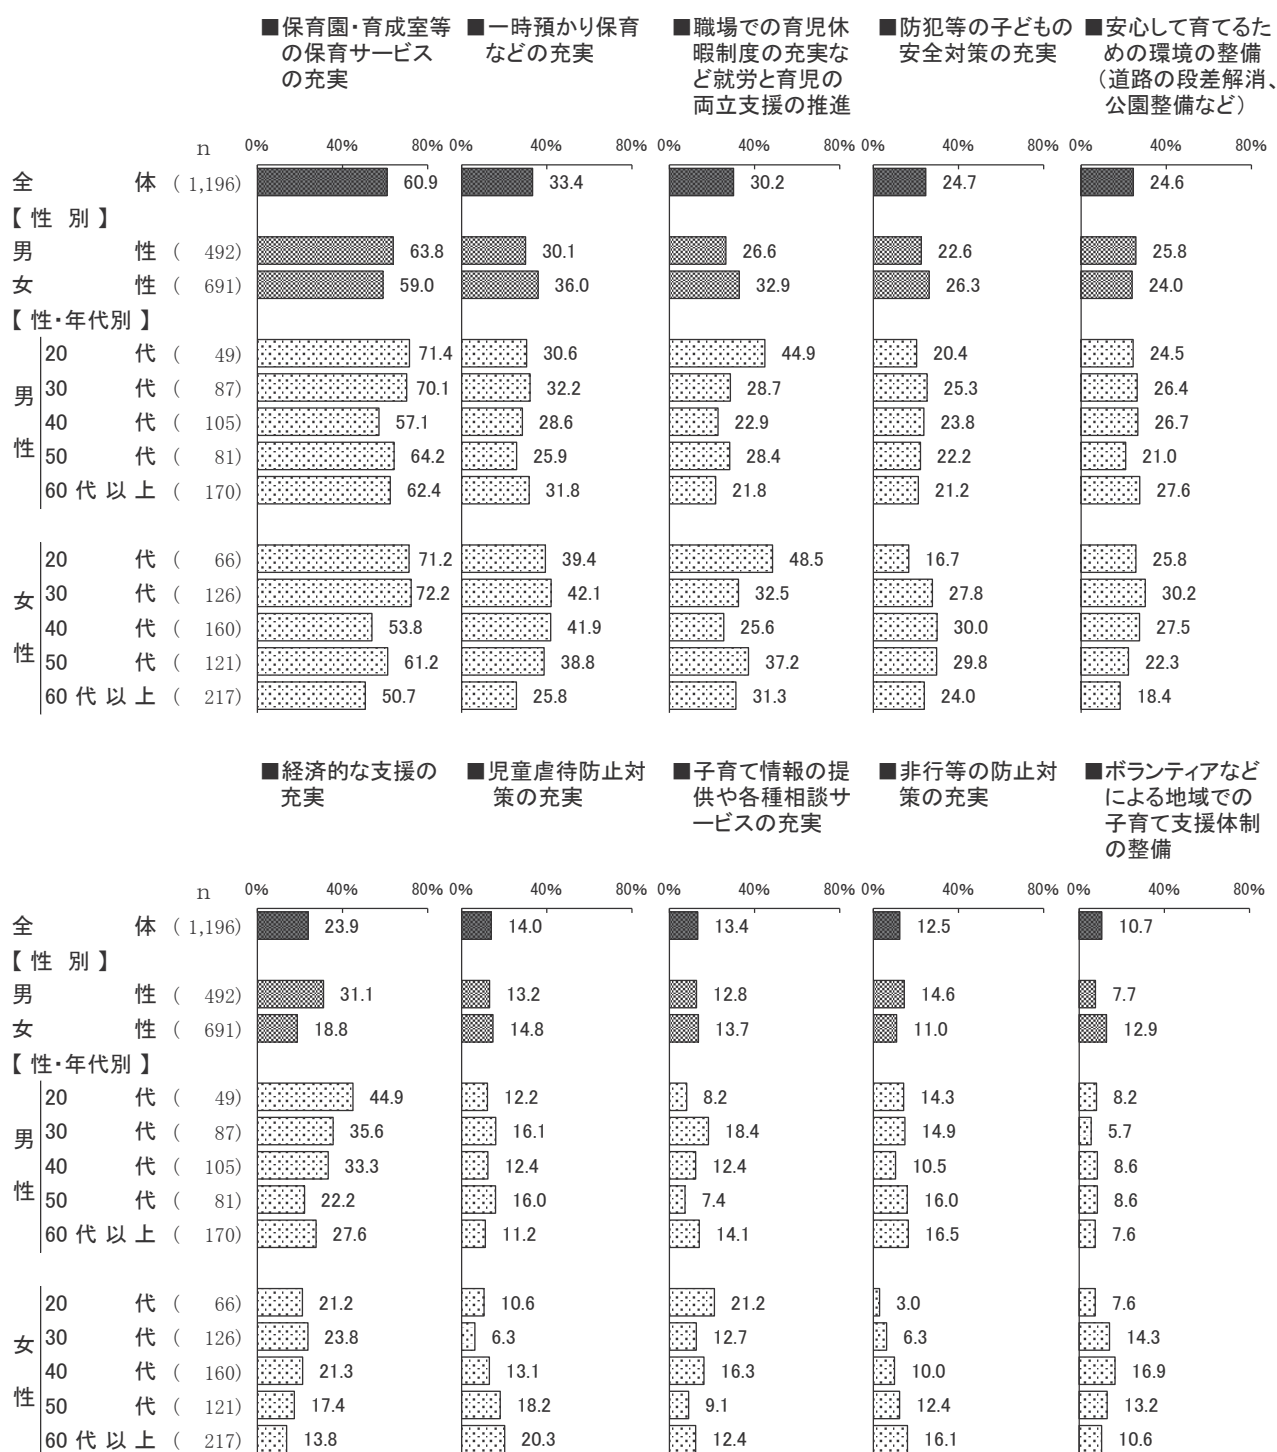 ■保育園・育成室等の保育サービスの充実
■一時預かり保育などの充実
■職場での育児休暇制度の充実など就労と育児の両立支援の推進
■防犯等の子どもの安全対策の充実
■安心して育てるための環境の整備（道路の段差解消、公園整備など）
n 0% 40% 80% 0% 40% 80% 0% 40% 80% 0% 40% 80% 0% 40% 80%
全体 (1,196) 60.9 33.4 30.2 24.7 24.6
【性別】
男性 (492) 63.8 30.1 26.6 22.6 25.8
女性 (691) 59.0 36.0 32.9 26.3 24.0
【性・年代別】
男性
20代 (49) 71.4 30.6 44.9 20.4 24.5
30代 (87) 70.1 32.2 28.7 25.3 26.4
40代 (105) 57.1 28.6 22.9 23.8 26.7
50代 (81) 64.2 25.9 28.4 22.2 21.0
60代以上 (170) 62.4 31.8 21.8 21.2 27.6
女性
20代 (66) 71.2 39.4 48.5 16.7 25.8
30代 (126) 72.2 42.1 32.5 27.8 30.2
40代 (160) 53.8 41.9 25.6 30.0 27.5
50代 (121) 61.2 38.8 37.2 29.8 22.3
60代以上 (217) 50.7 25.8 31.3 24.0 18.4
■経済的な支援の充実
■児童虐待防止対策の充実
■子育て情報の提供や各種相談サービスの充実
■非行等の防止対策の充実
■ボランティアなどによる地域での子育て支援体制の整備
n 0% 40% 80% 0% 40% 80% 0% 40% 80% 0% 40% 80% 0% 40% 80%
全体 (1,196) 23.9 14.0 13.4 12.5 10.7
【性別】
男性 (492) 31.1 13.2 12.8 14.6 7.7
女性 (691) 18.8 14.8 13.7 11.0 12.9
【性・年代別】
男性
20代 (49) 44.9 12.2 8.2 14.3 8.2
30代 (87) 35.6 16.1 18.4 14.9 5.7
40代 (105) 33.3 12.4 12.4 10.5 8.6
50代 (81) 22.2 16.0 7.4 16.0 8.6
60代以上 (170) 27.6 11.2 14.1 16.5 7.6
女性
20代 (66) 21.2 10.6 21.2 3.0 7.6
30代 (126) 23.8 6.3 12.7 6.3 14.3
40代 (160) 21.3 13.1 16.3 10.0 16.9
50代 (121) 17.4 18.2 9.1 12.4 13.2
60代以上 (217) 13.8 20.3 12.4 16.1 10.6